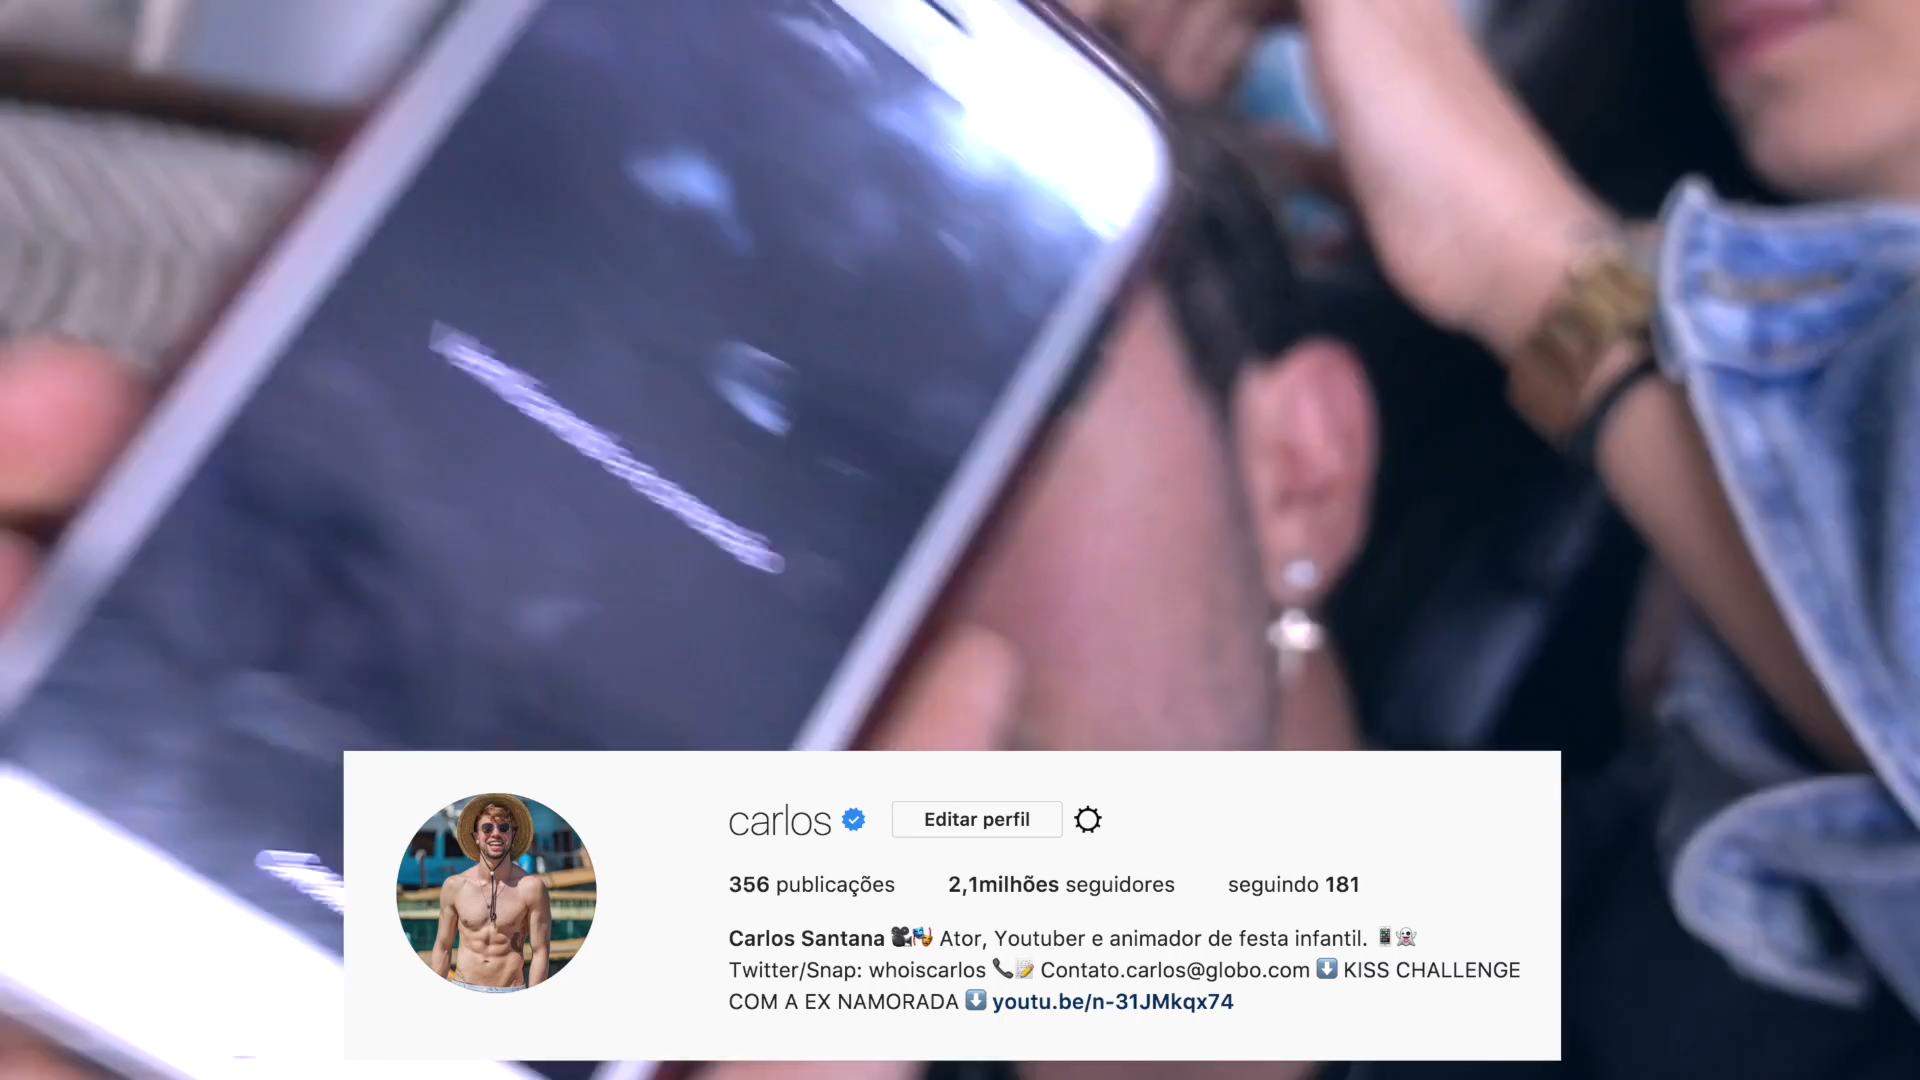 carlos Editar perfil
356 publicações 2,1milhões seguidores seguindo 181
Carlos Santana 🎥🎭 Ator, Youtuber e animador de festa infantil. 📱👻
Twitter/Snap: whoiscarlos 📞📝 Contato.carlos@globo.com ⬇️ KISS CHALLENGE
COM A EX NAMORADA ⬇️ youtu.be/n-31JMkqx74